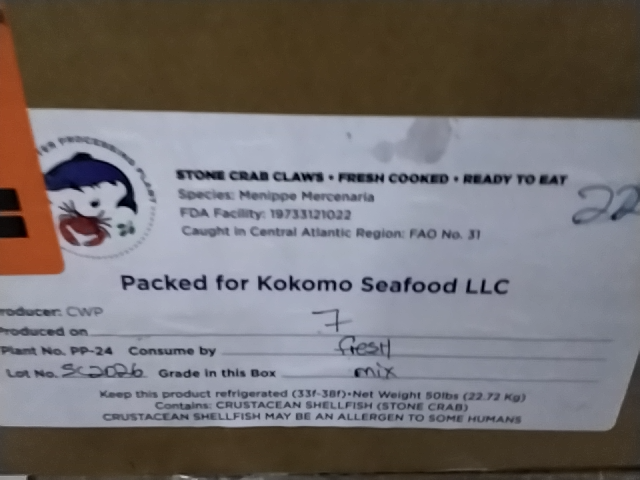 ER PROCESSING PLANT
STONE CRAB CLAWS • FRESH COOKED • READY TO EAT
Species: Menippe Mercenaria
FDA Facility: 19733121022
Caught in Central Atlantic Region: FAO No. 31
22
Packed for Kokomo Seafood LLC
roducer: CWP
Produced on 7
Plant No. PP-24 Consume by fresh
Lot No. SC2026 Grade in this Box mix
Keep this product refrigerated (33f-38f)•Net Weight 50lbs (22.72 Kg)
Contains: CRUSTACEAN SHELLFISH (STONE CRAB)
CRUSTACEAN SHELLFISH MAY BE AN ALLERGEN TO SOME HUMANS